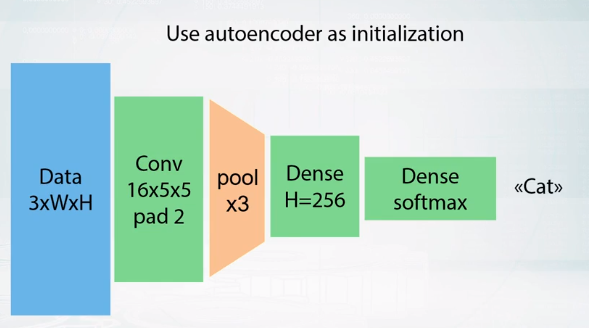 Use autoencoder as initialization
Data
3xWxH
Conv
16x5x5
pad 2
pool
x3
Dense
H=256
Dense
softmax
«Cat»